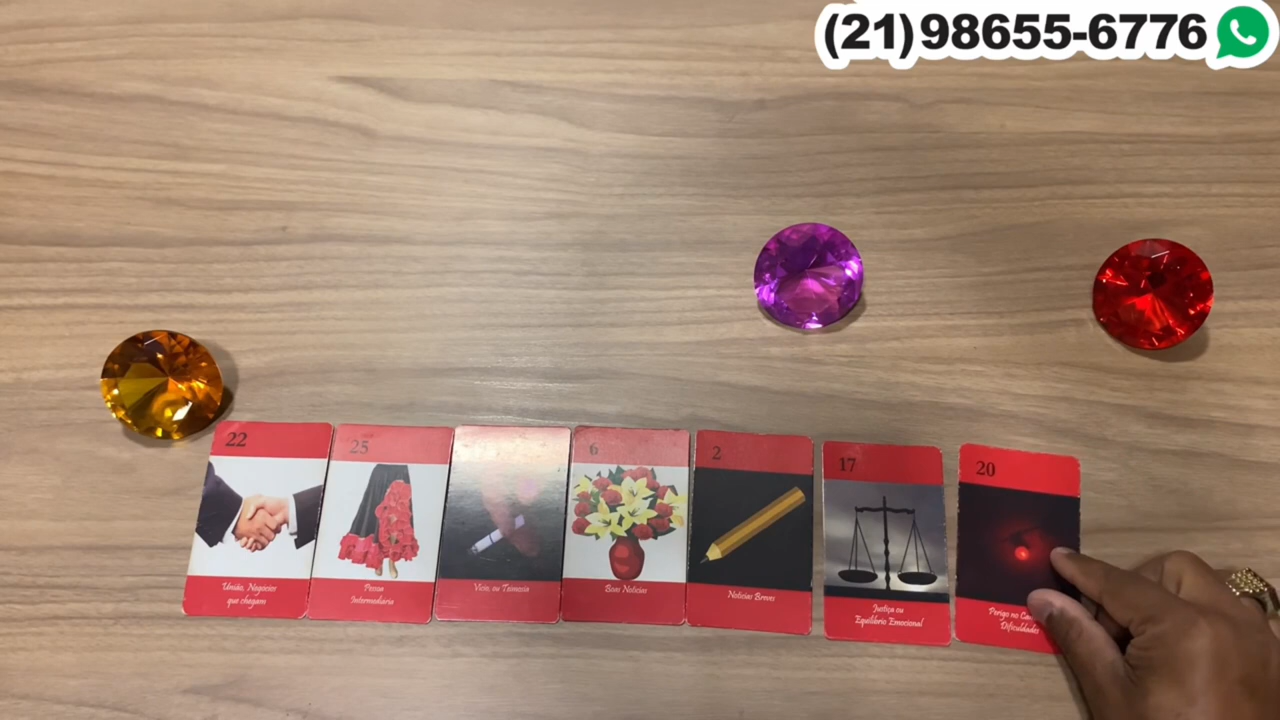 (21)98655-6776
22
União, Negócios
que chegam
25
Pessoa
Intermediária
Vício, ou Teimosia
6
Boas Notícias
2
Notícias Breves
17
Justiça ou
Equilíbrio Emocional
20
Perigo no
Dificuldades